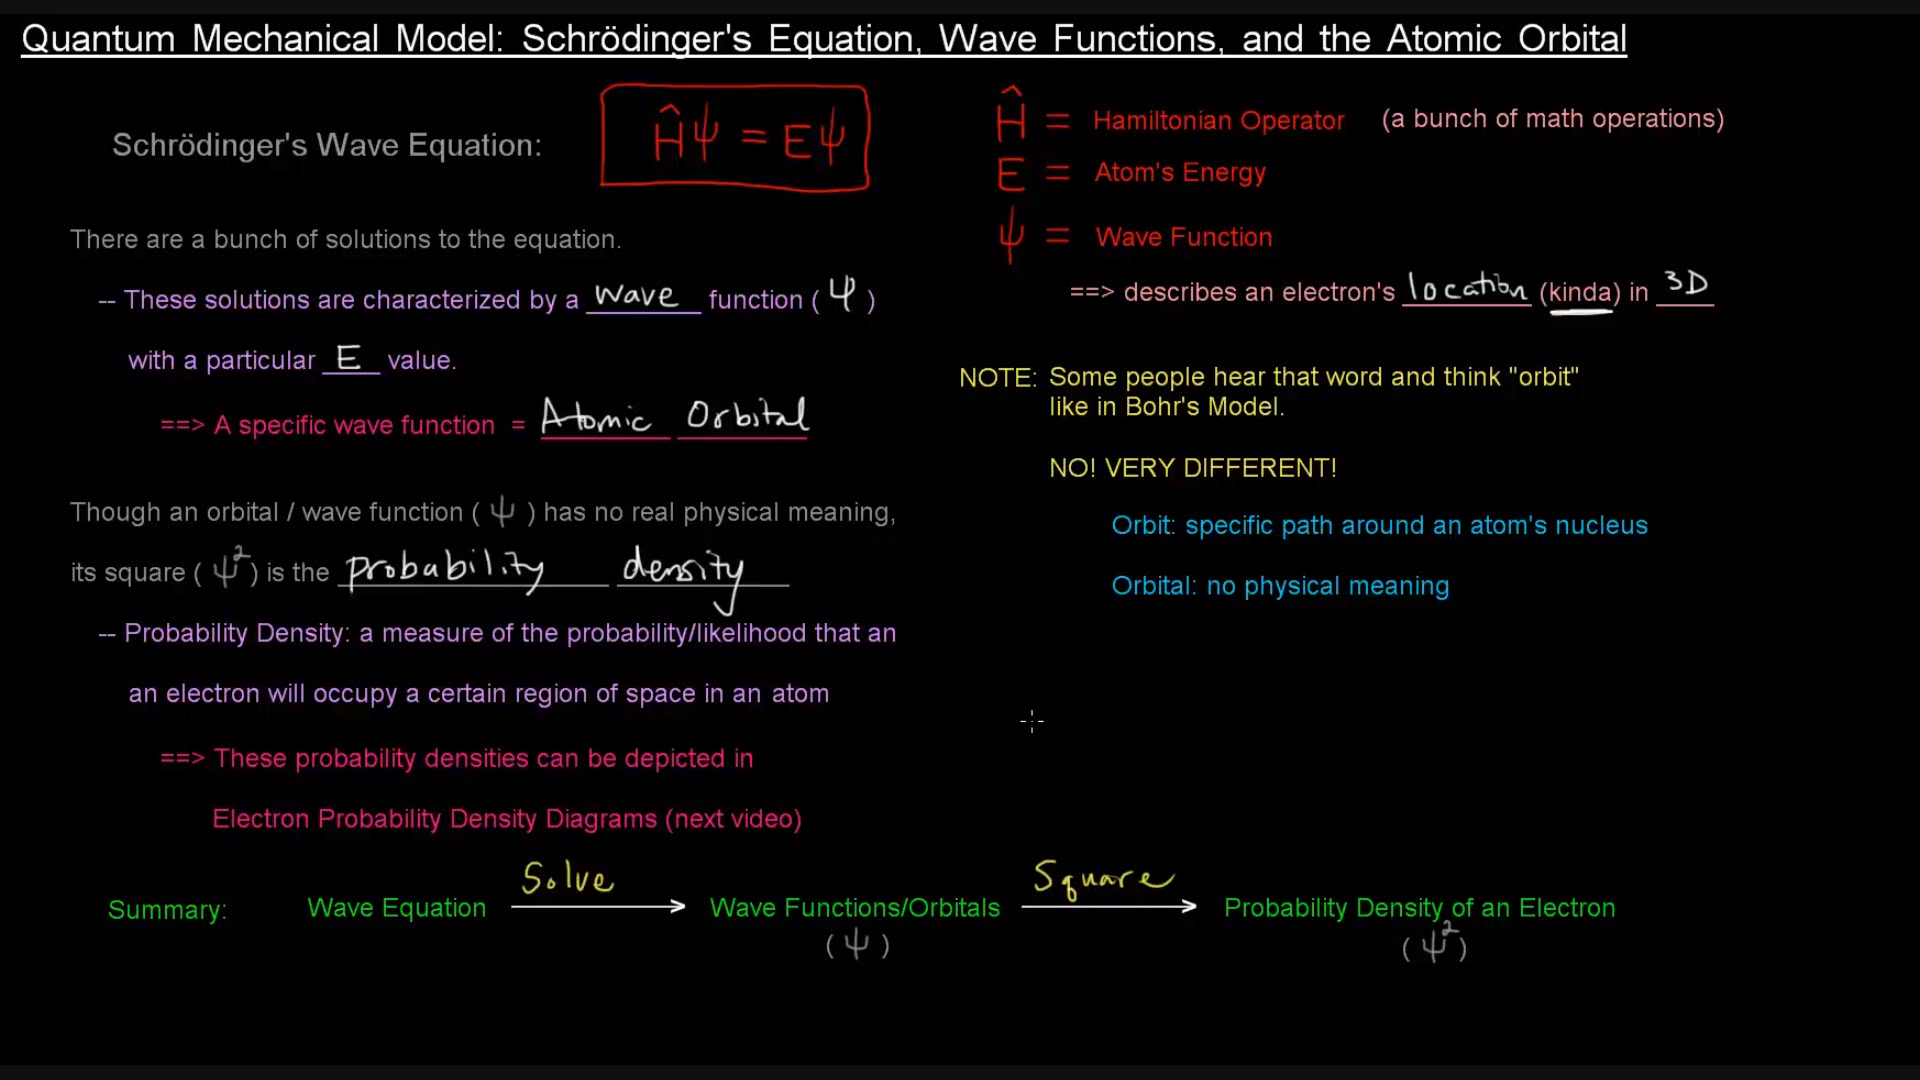 Quantum Mechanical Model: Schrödinger's Equation, Wave Functions, and the Atomic Orbital
Schrödinger's Wave Equation: Ĥψ = Eψ
There are a bunch of solutions to the equation.
-- These solutions are characterized by a wave function ( ψ )
with a particular E value.
==> A specific wave function = Atomic Orbital
Though an orbital / wave function ( ψ ) has no real physical meaning,
its square ( ψ² ) is the probability density
-- Probability Density: a measure of the probability/likelihood that an
an electron will occupy a certain region of space in an atom
==> These probability densities can be depicted in
Electron Probability Density Diagrams (next video)
Ĥ = Hamiltonian Operator (a bunch of math operations)
E = Atom's Energy
ψ = Wave Function
==> describes an electron's location (kinda) in 3D
NOTE: Some people hear that word and think "orbit"
like in Bohr's Model.
NO! VERY DIFFERENT!
Orbit: specific path around an atom's nucleus
Orbital: no physical meaning
Solve Square
Summary: Wave Equation Wave Functions/Orbitals Probability Density of an Electron
( ψ ) ( ψ² )